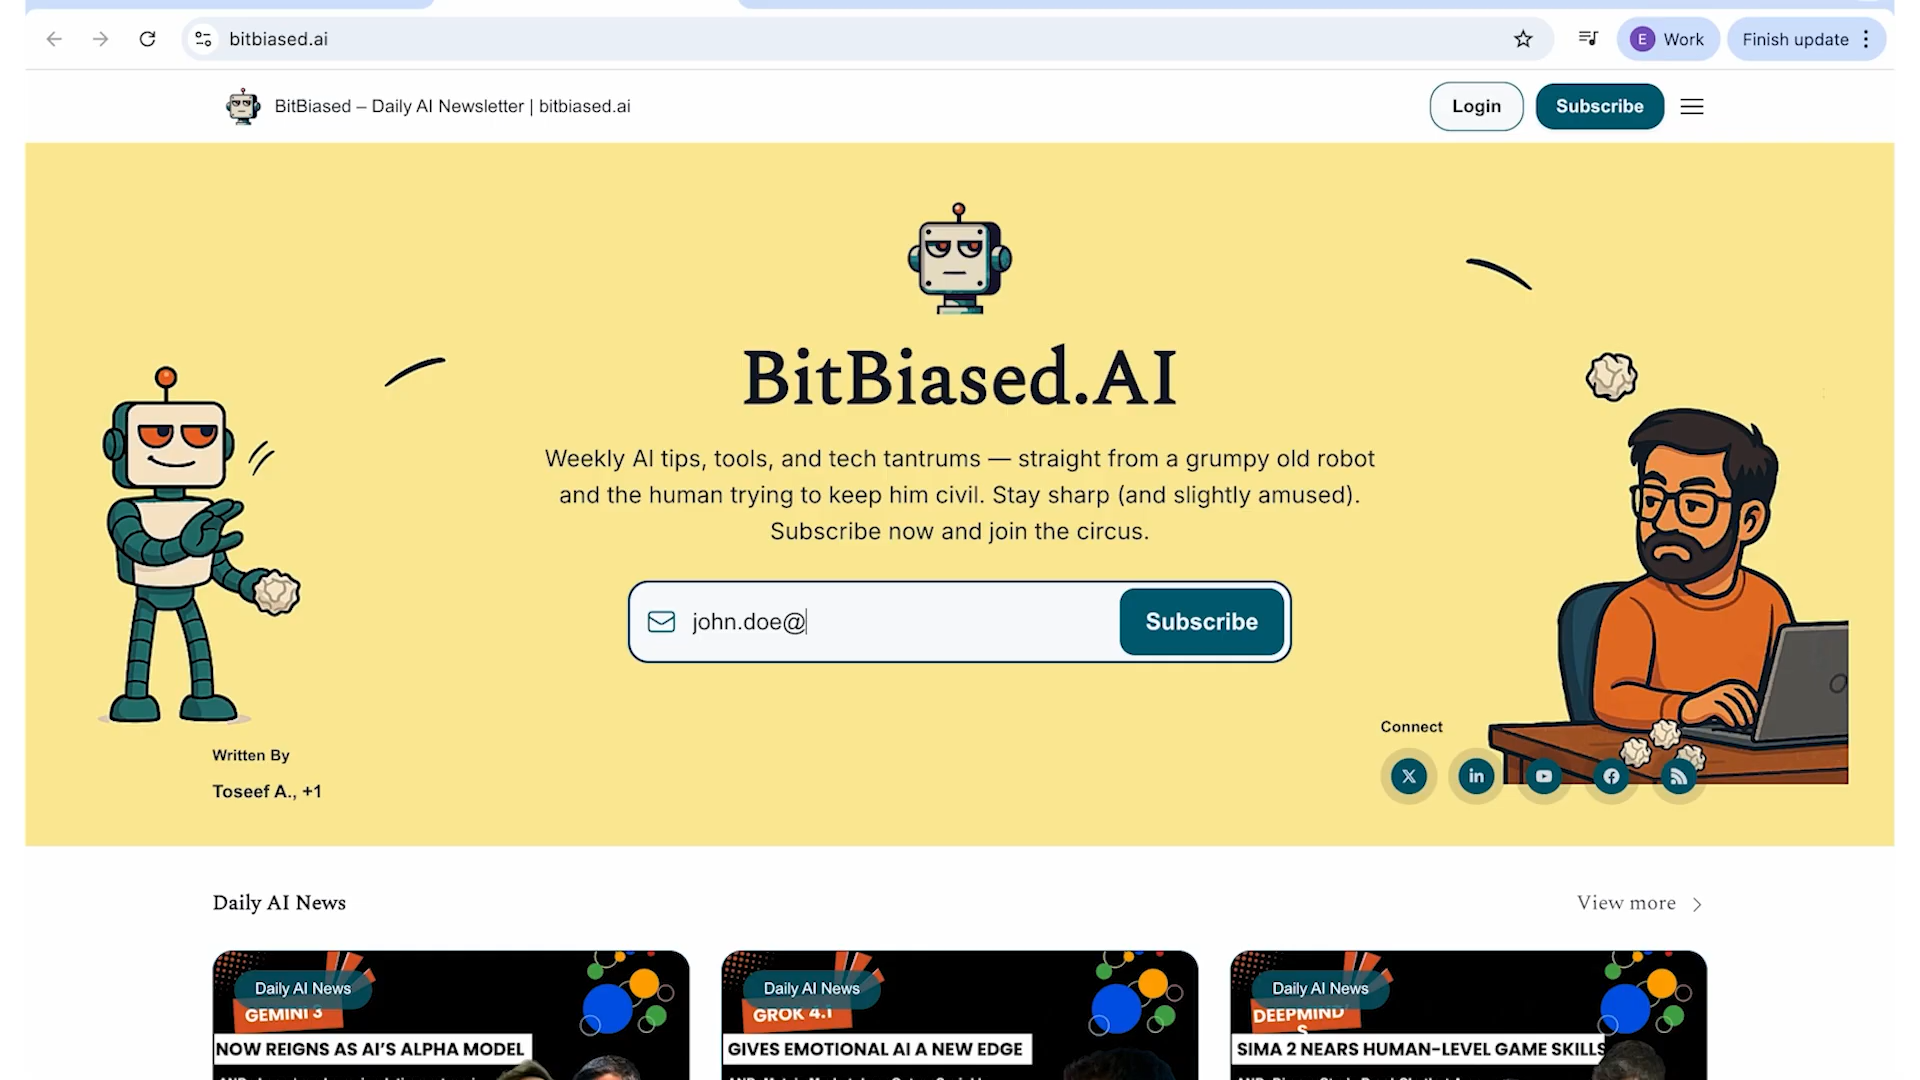 bitbiased.ai
E Work
Finish update
BitBiased – Daily AI Newsletter | bitbiased.ai
Login
Subscribe
BitBiased.AI
Weekly AI tips, tools, and tech tantrums — straight from a grumpy old robot
and the human trying to keep him civil. Stay sharp (and slightly amused).
Subscribe now and join the circus.
john.doe@
Subscribe
Connect
Written By
Toseef A., +1
Daily AI News
View more
Daily AI News
GEMINI 3
NOW REIGNS AS AI'S ALPHA MODEL
Daily AI News
GROK 4.1
GIVES EMOTIONAL AI A NEW EDGE
Daily AI News
DEEPMIND'
S
SIMA 2 NEARS HUMAN-LEVEL GAME SKILLS